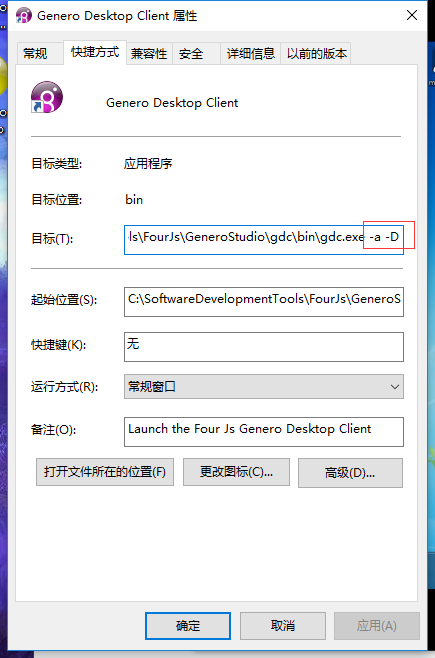 Genero Desktop Client 属性
常规 快捷方式 兼容性 安全 详细信息 以前的版本
Genero Desktop Client
目标类型: 应用程序
目标位置: bin
目标(T): ls\FourJs\GeneroStudio\gdc\bin\gdc.exe -a -D
起始位置(S): C:\SoftwareDevelopmentTools\FourJs\GeneroS
快捷键(K): 无
运行方式(R): 常规窗口
备注(O): Launch the Four Js Genero Desktop Client
打开文件所在的位置(F) 更改图标(C)... 高级(D)...
确定 取消 应用(A)